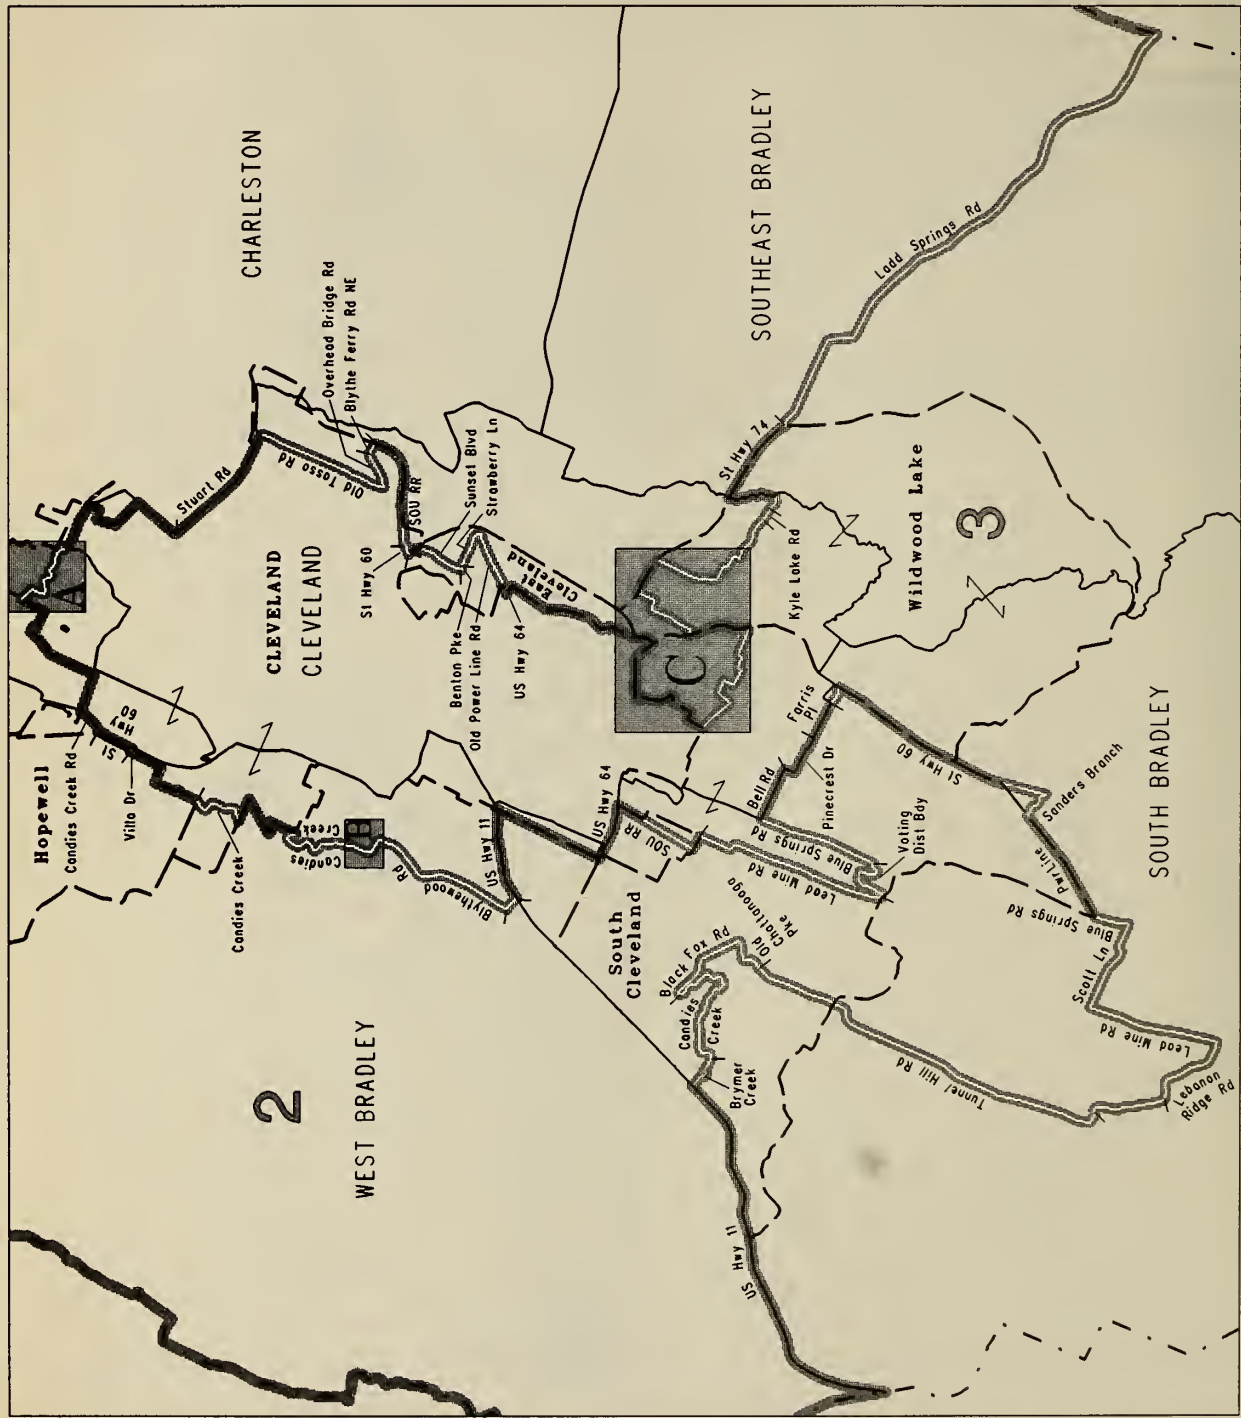 Hopewell
Candies Creek Rd
St Hwy
60
Villa Dr
Candies Creek
Candies
Creek
B
Blythewood
Rd
US Hwy 11
2
WEST BRADLEY
A
Stuart Rd
CHARLESTON
Old Tasso Rd
Overhead Bridge Rd
Blythe Ferry Rd NE
CLEVELAND
CLEVELAND
SOU RR
St Hwy 60
Sunset Blvd
Strawberry Ln
Benton Pke
Old Power Line Rd
US Hwy 64
East
Cleveland
C
SOUTHEAST BRADLEY
St Hwy 74
Ladd Springs Rd
Kyle Lake Rd
Wildwood Lake
3
US Hwy 64
SOU RR
South
Cleveland
Bell Rd
Farris
Pl
Pinecrest Dr
Blue Springs Rd
Lead Mine Rd
Voting
Dist Bdy
St Hwy 60
Sanders Branch
PwrLine
SOUTH BRADLEY
Blue
Springs Rd
Scott Ln
Lead Mine Rd
Lebanon
Ridge Rd
Tunnel Hill Rd
Old
Chattanooga
Pke
Black Fox Rd
Candies
Creek
Brymer
Creek
US Hwy 11